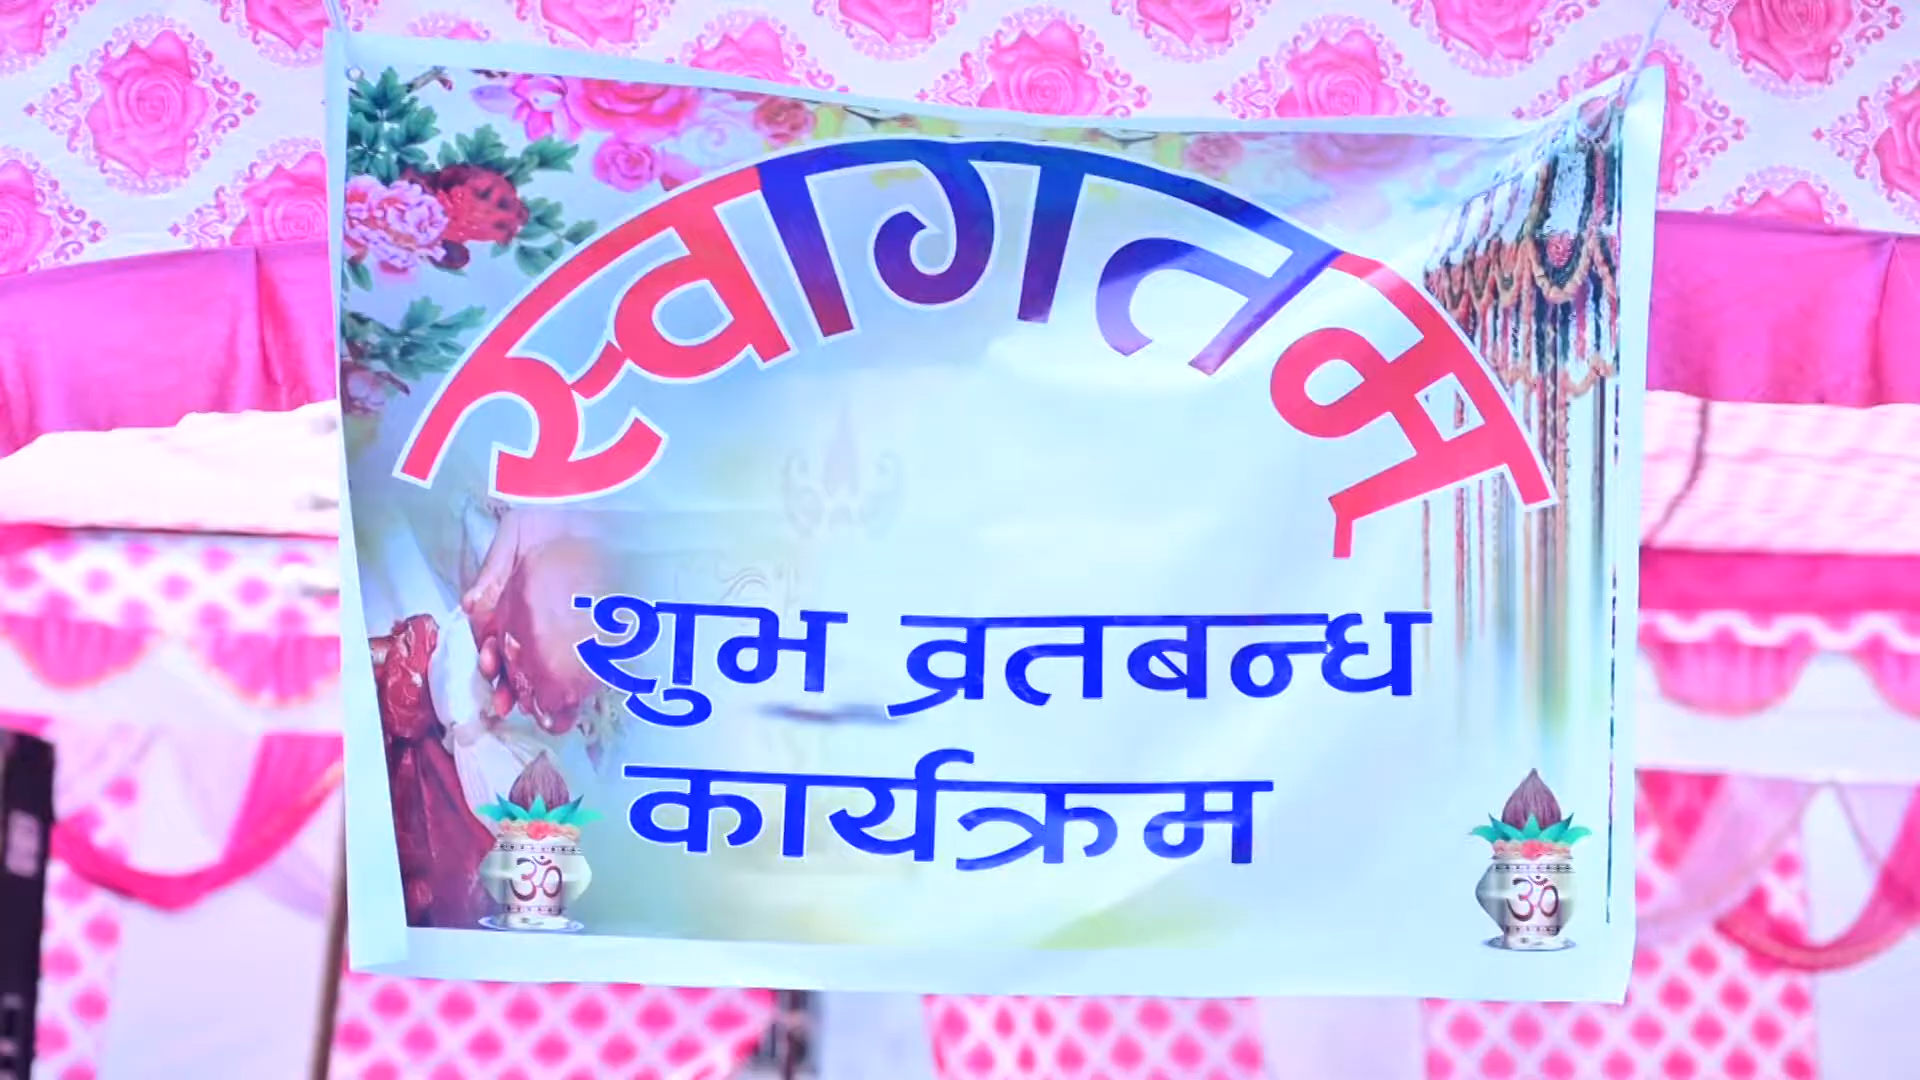 स्वागतम
शुभ व्रतबन्ध
कार्यक्रम
ॐ
ॐ